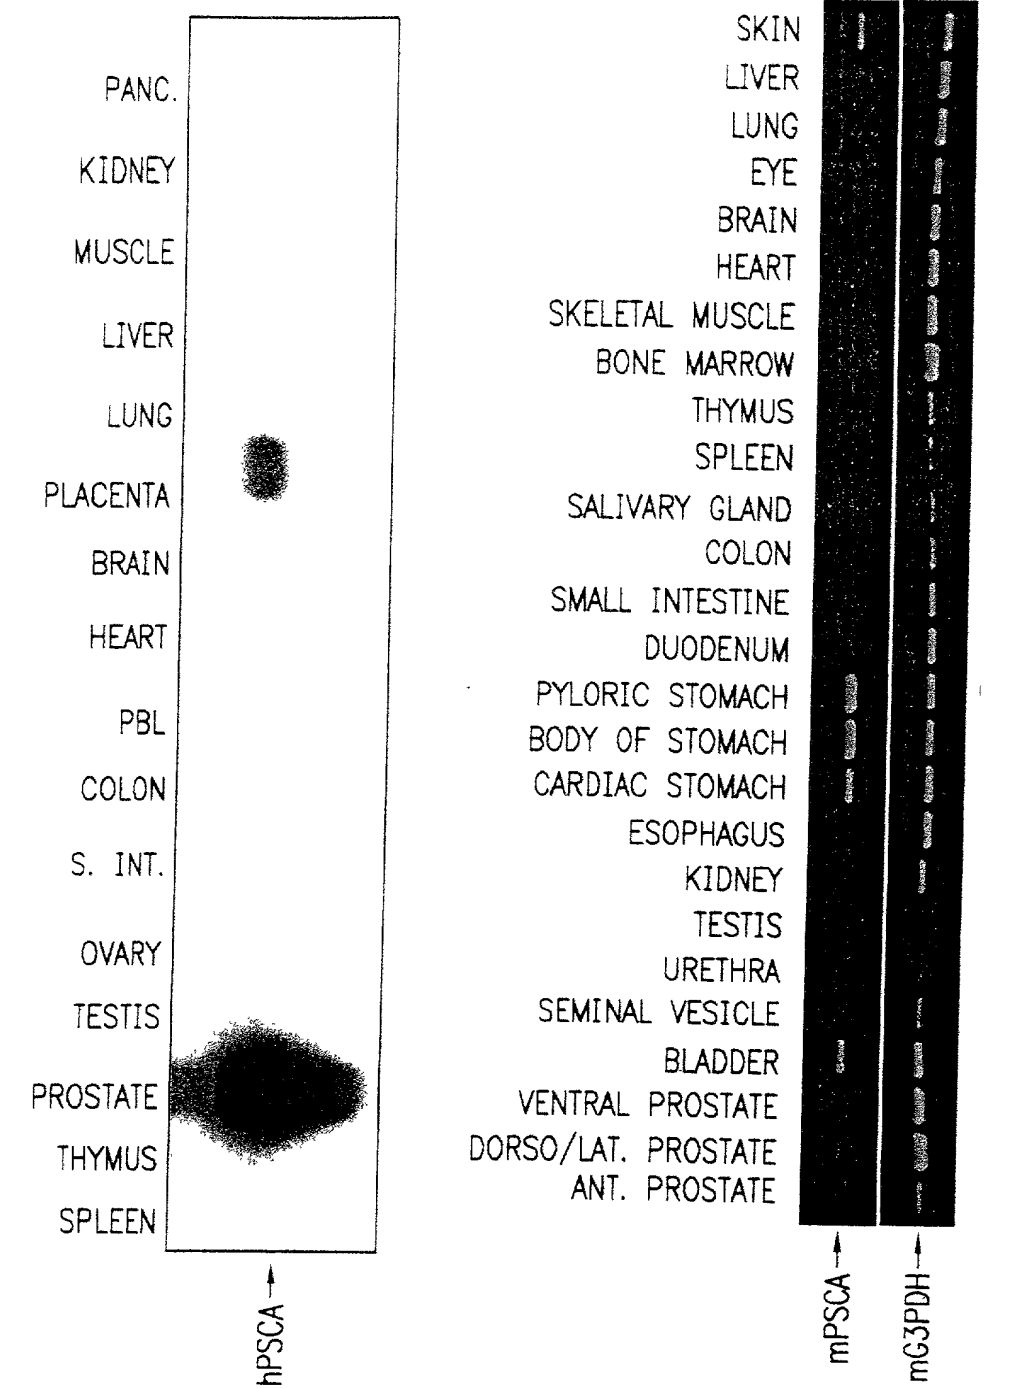 PANC.
KIDNEY
MUSCLE
LIVER
LUNG
PLACENTA
BRAIN
HEART
PBL
COLON
S. INT.
OVARY
TESTIS
PROSTATE
THYMUS
SPLEEN
hPSCA
SKIN
LIVER
LUNG
EYE
BRAIN
HEART
SKELETAL MUSCLE
BONE MARROW
THYMUS
SPLEEN
SALIVARY GLAND
COLON
SMALL INTESTINE
DUODENUM
PYLORIC STOMACH
BODY OF STOMACH
CARDIAC STOMACH
ESOPHAGUS
KIDNEY
TESTIS
URETHRA
SEMINAL VESICLE
BLADDER
VENTRAL PROSTATE
DORSO/LAT. PROSTATE
ANT. PROSTATE
mPSCA
mG3PDH